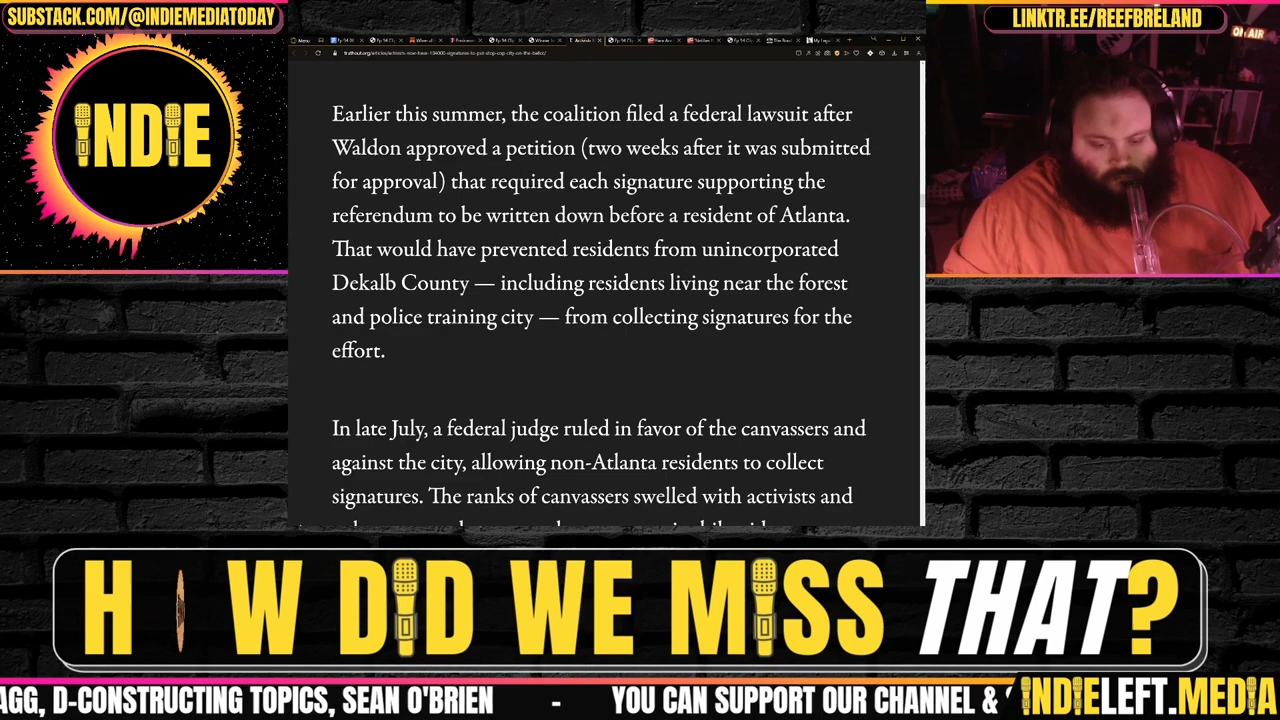 SUBSTACK.COM/@INDIEMEDIATODAY
LINKTR.EE/REEFBRELAND
ON AIR
INDIE
Earlier this summer, the coalition filed a federal lawsuit after
Waldon approved a petition (two weeks after it was submitted
for approval) that required each signature supporting the
referendum to be written down before a resident of Atlanta.
That would have prevented residents from unincorporated
Dekalb County — including residents living near the forest
and police training city — from collecting signatures for the
effort.
In late July, a federal judge ruled in favor of the canvassers and
against the city, allowing non-Atlanta residents to collect
signatures. The ranks of canvassers swelled with activists and
HOW DID WE MISS THAT?
AGG, D-CONSTRUCTING TOPICS, SEAN O'BRIEN - YOU CAN SUPPORT OUR CHANNEL &
INDIELEFT.MEDIA